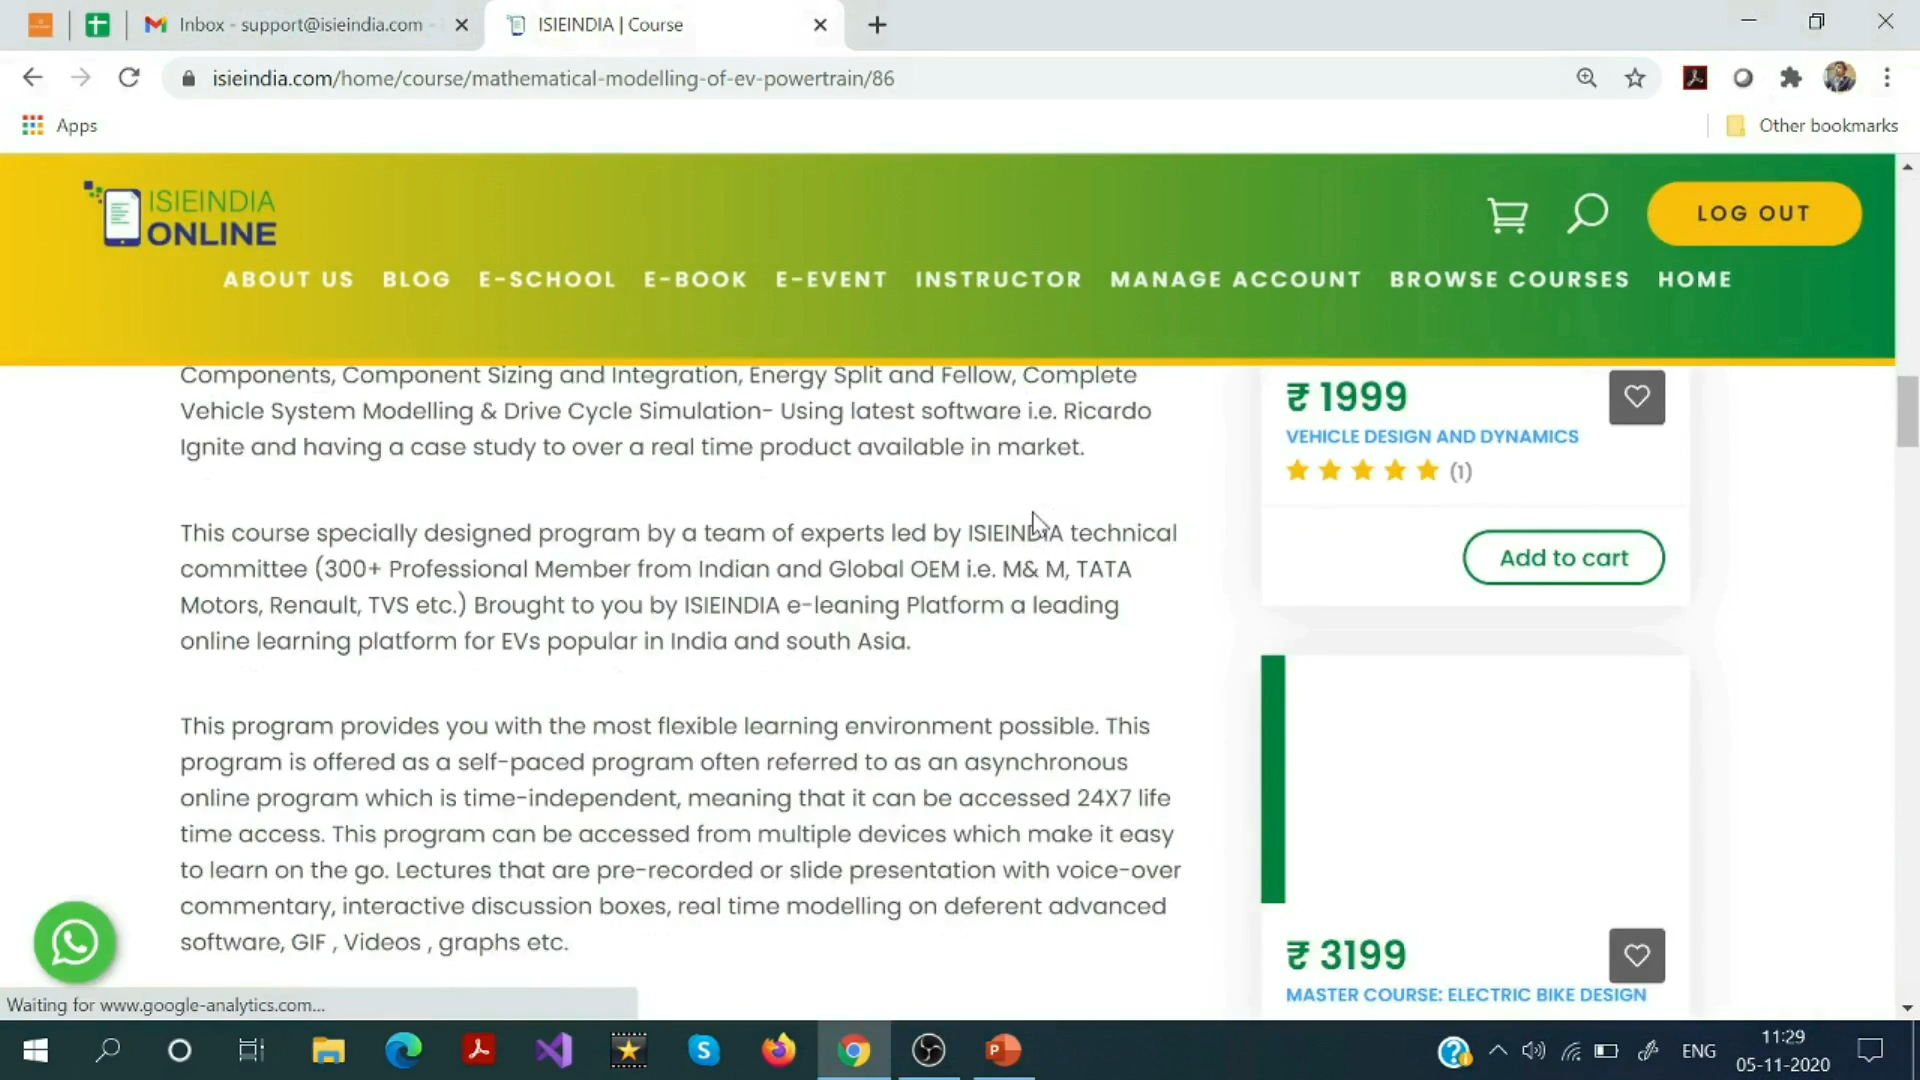 Inbox - support@isieindia.com -
ISIEINDIA | Course
isieindia.com/home/course/mathematical-modelling-of-ev-powertrain/86
Apps
Other bookmarks
ISIEINDIA
ONLINE
LOG OUT
ABOUT US BLOG E-SCHOOL E-BOOK E-EVENT INSTRUCTOR MANAGE ACCOUNT BROWSE COURSES HOME
Components, Component Sizing and Integration, Energy Split and Fellow, Complete
Vehicle System Modelling & Drive Cycle Simulation- Using latest software i.e. Ricardo
Ignite and having a case study to over a real time product available in market.
This course specially designed program by a team of experts led by ISIEINDIA technical
committee (300+ Professional Member from Indian and Global OEM i.e. M& M, TATA
Motors, Renault, TVS etc.) Brought to you by ISIEINDIA e-leaning Platform a leading
online learning platform for EVs popular in India and south Asia.
This program provides you with the most flexible learning environment possible. This
program is offered as a self-paced program often referred to as an asynchronous
online program which is time-independent, meaning that it can be accessed 24X7 life
time access. This program can be accessed from multiple devices which make it easy
to learn on the go. Lectures that are pre-recorded or slide presentation with voice-over
commentary, interactive discussion boxes, real time modelling on deferent advanced
software, GIF , Videos , graphs etc.
₹ 1999
VEHICLE DESIGN AND DYNAMICS
(1)
Add to cart
₹ 3199
MASTER COURSE: ELECTRIC BIKE DESIGN
Waiting for www.google-analytics.com...
ENG
11:29
05-11-2020